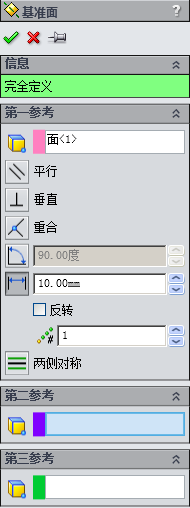 基准面
?
信息
完全定义
第一参考
面<1>
平行
垂直
重合
90.00度
10.00mm
反转
1
两侧对称
第二参考
第三参考